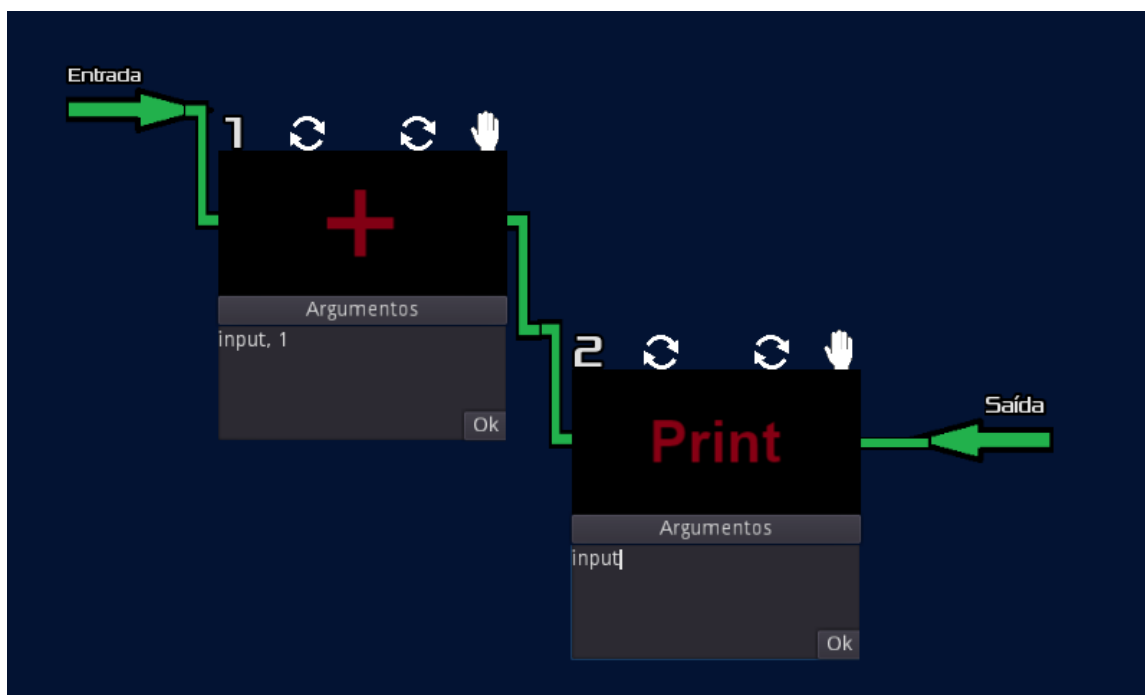 Entrada
1
+
Argumentos
input, 1
Ok
2
Print
Saída
Argumentos
input
Ok